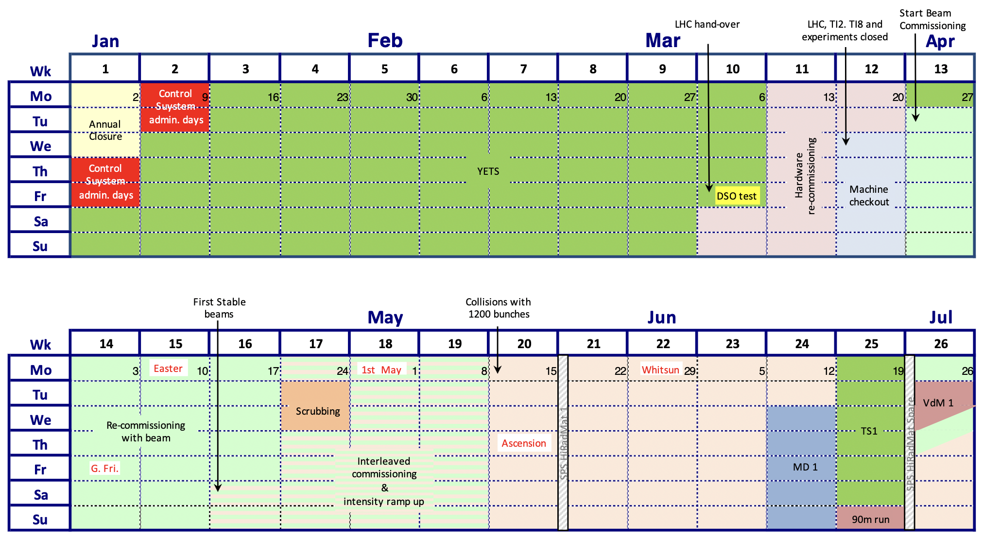 Start Beam
Commissioning
LHC hand-over
LHC, TI2. TI8 and
experiments closed
Jan Feb Mar Apr
Wk 1 2 3 4 5 6 7 8 9 10 11 12 13
Mo 2 9 16 23 30 6 13 20 27 6 13 20 27
Tu
We
Th
Fr
Sa
Su
Annual
Closure
Control
Suystem
admin. days
Control
Suystem
admin. days
YETS
DSO test
Hardware
re-commissioning
Machine
checkout
First Stable
beams
Collisions with
1200 bunches
May Jun Jul
Wk 14 15 16 17 18 19 20 21 22 23 24 25 26
Mo 3 Easter 10 17 24 1st May 1 8 15 22 Whitsun 29 5 12 19 26
Tu
We
Th
Fr
Sa
Su
Re-commissioning
with beam
G. Fri.
Scrubbing
Interleaved
commissioning
&
intensity ramp up
Ascension
SPS HiRadMat 1
MD 1
TS1
90m run
SPS HiRadMat Spare
VdM 1